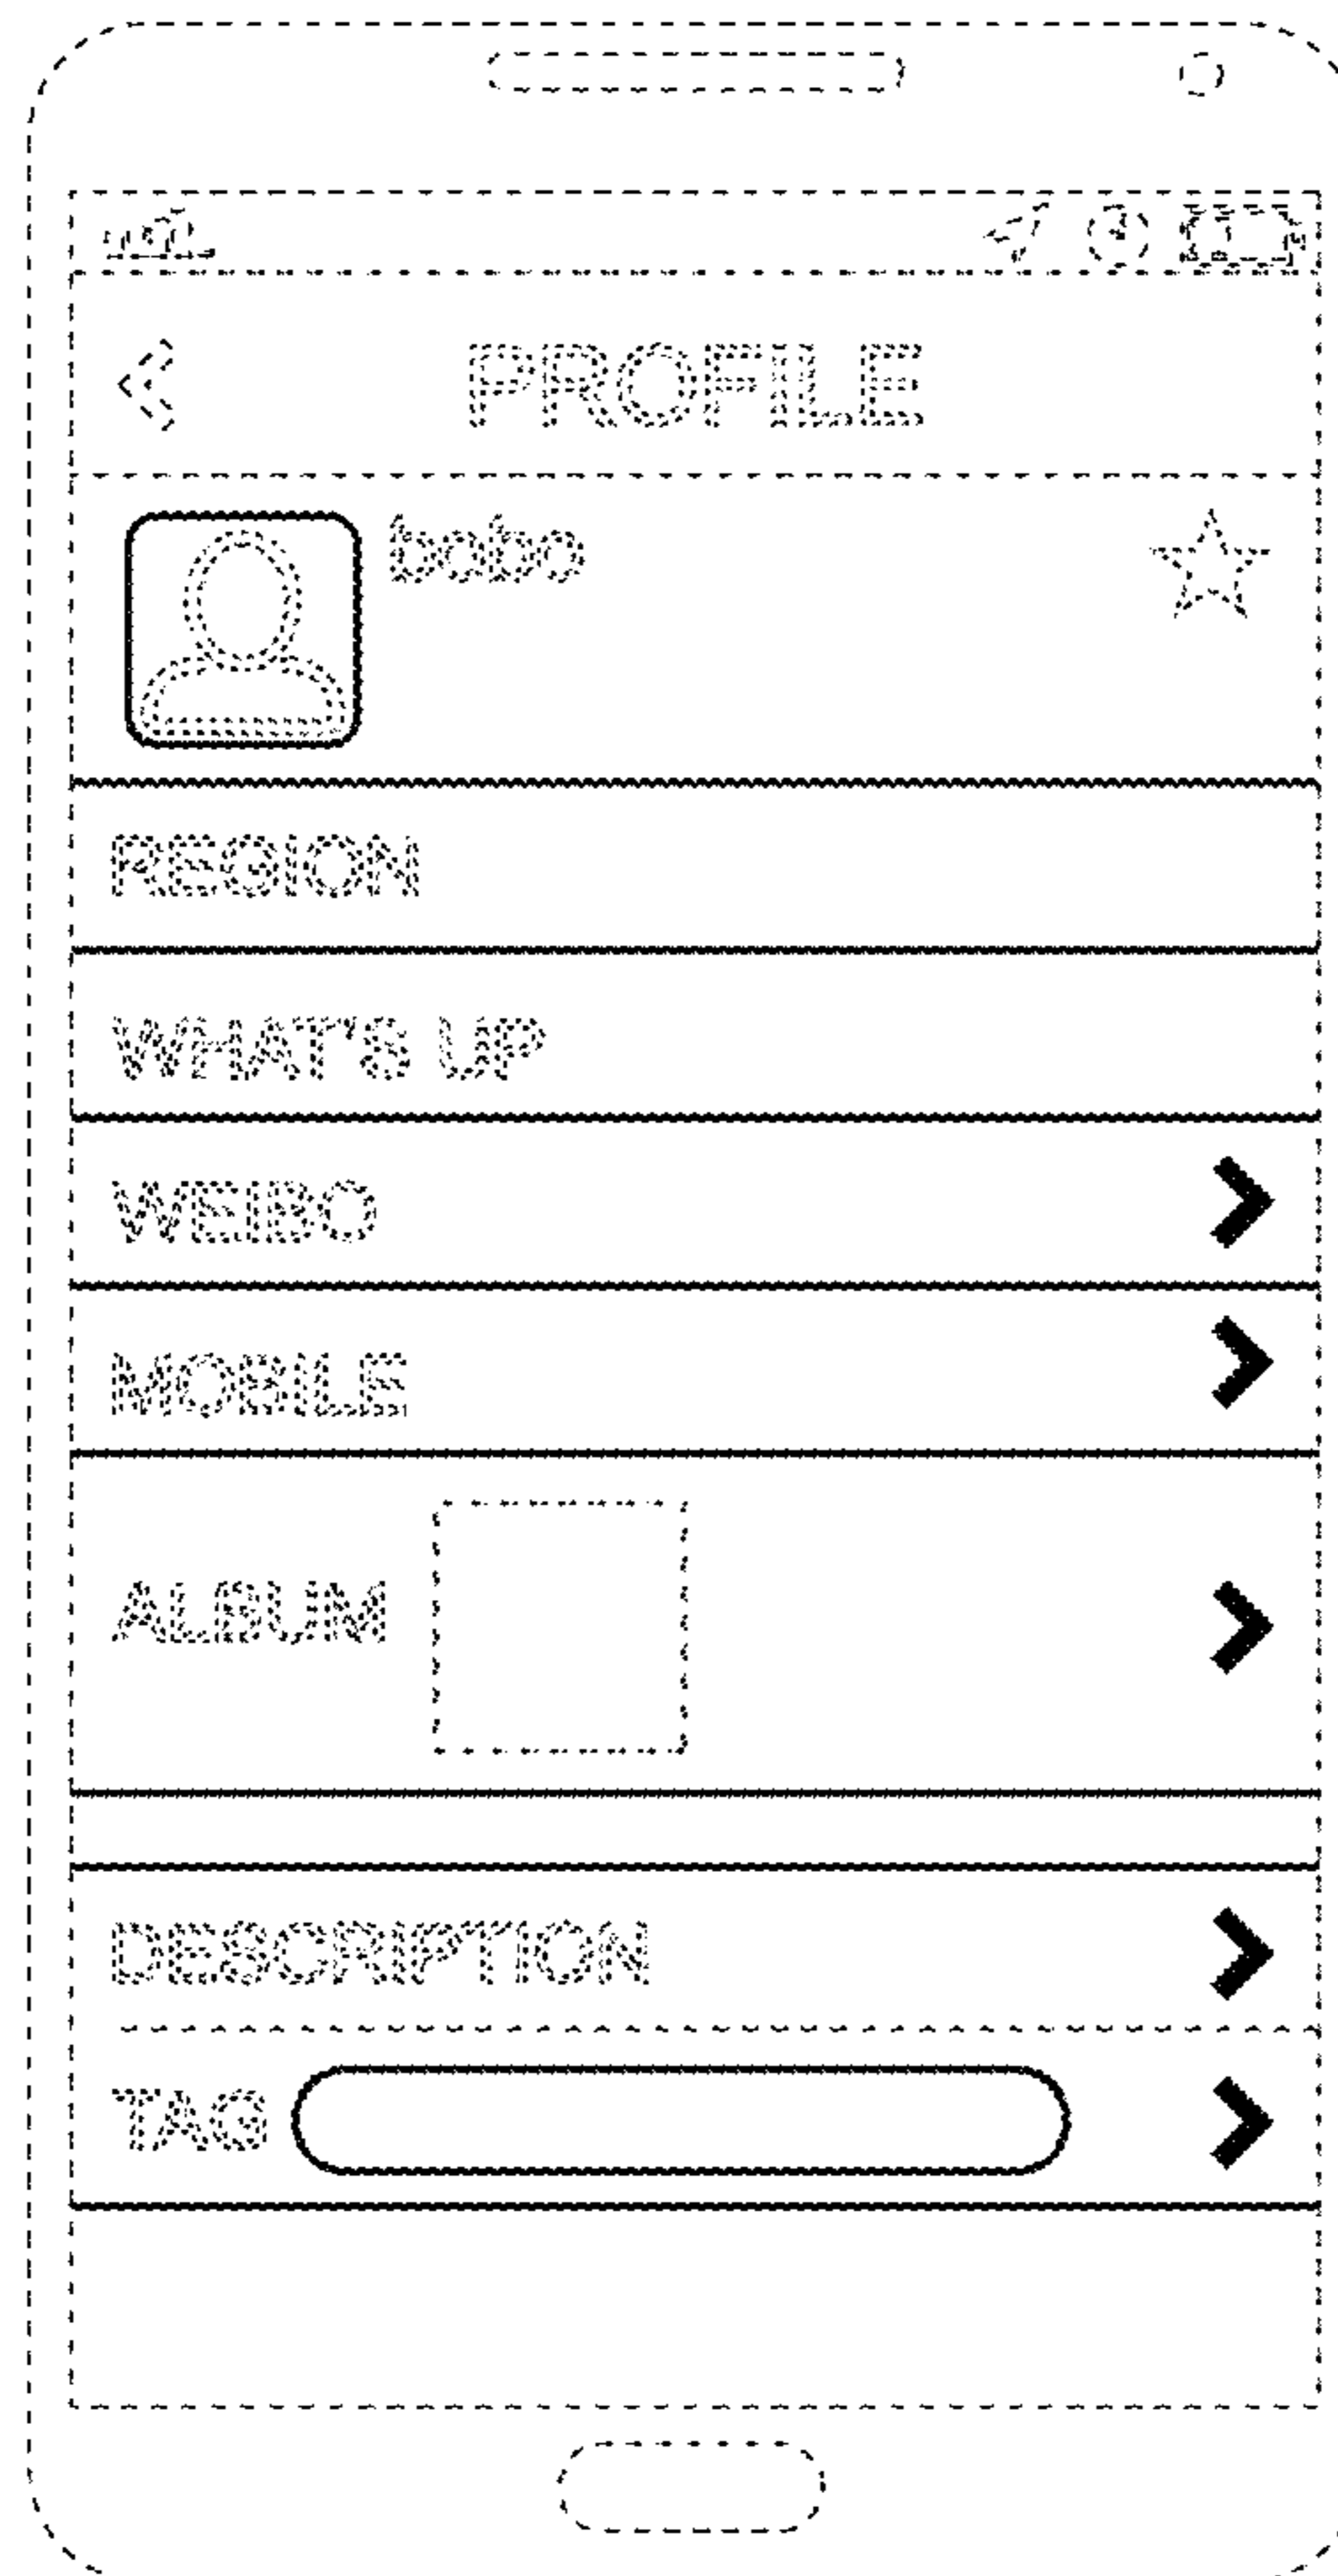 PROFILE
bobo
REGION
WHAT'S UP
WEIBO
MOBILE
ALBUM
DESCRIPTION
TAG